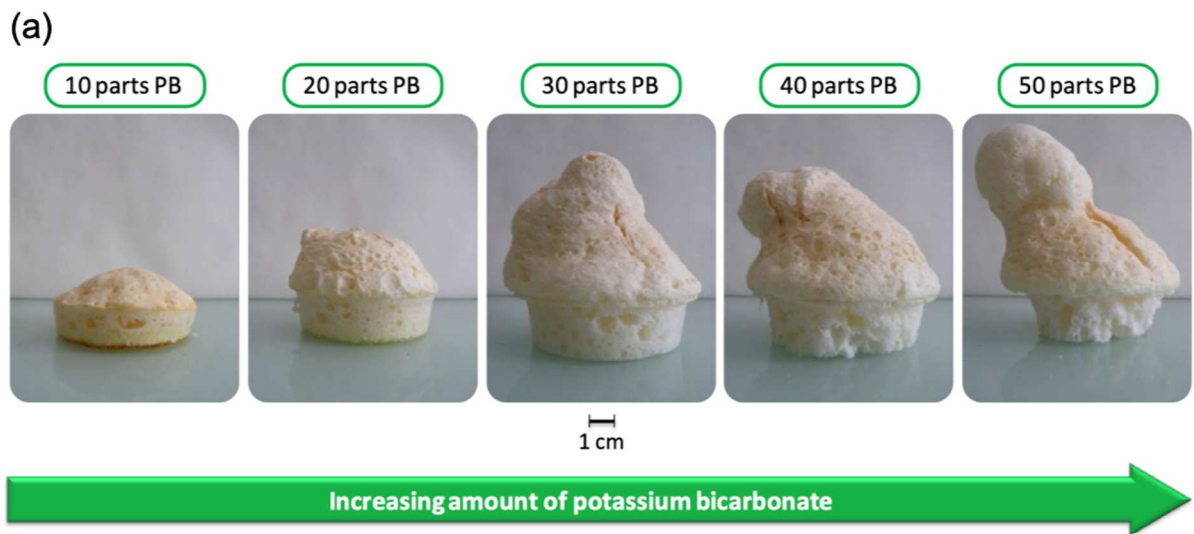 (a)
10 parts PB
20 parts PB
30 parts PB
40 parts PB
50 parts PB
1 cm
Increasing amount of potassium bicarbonate